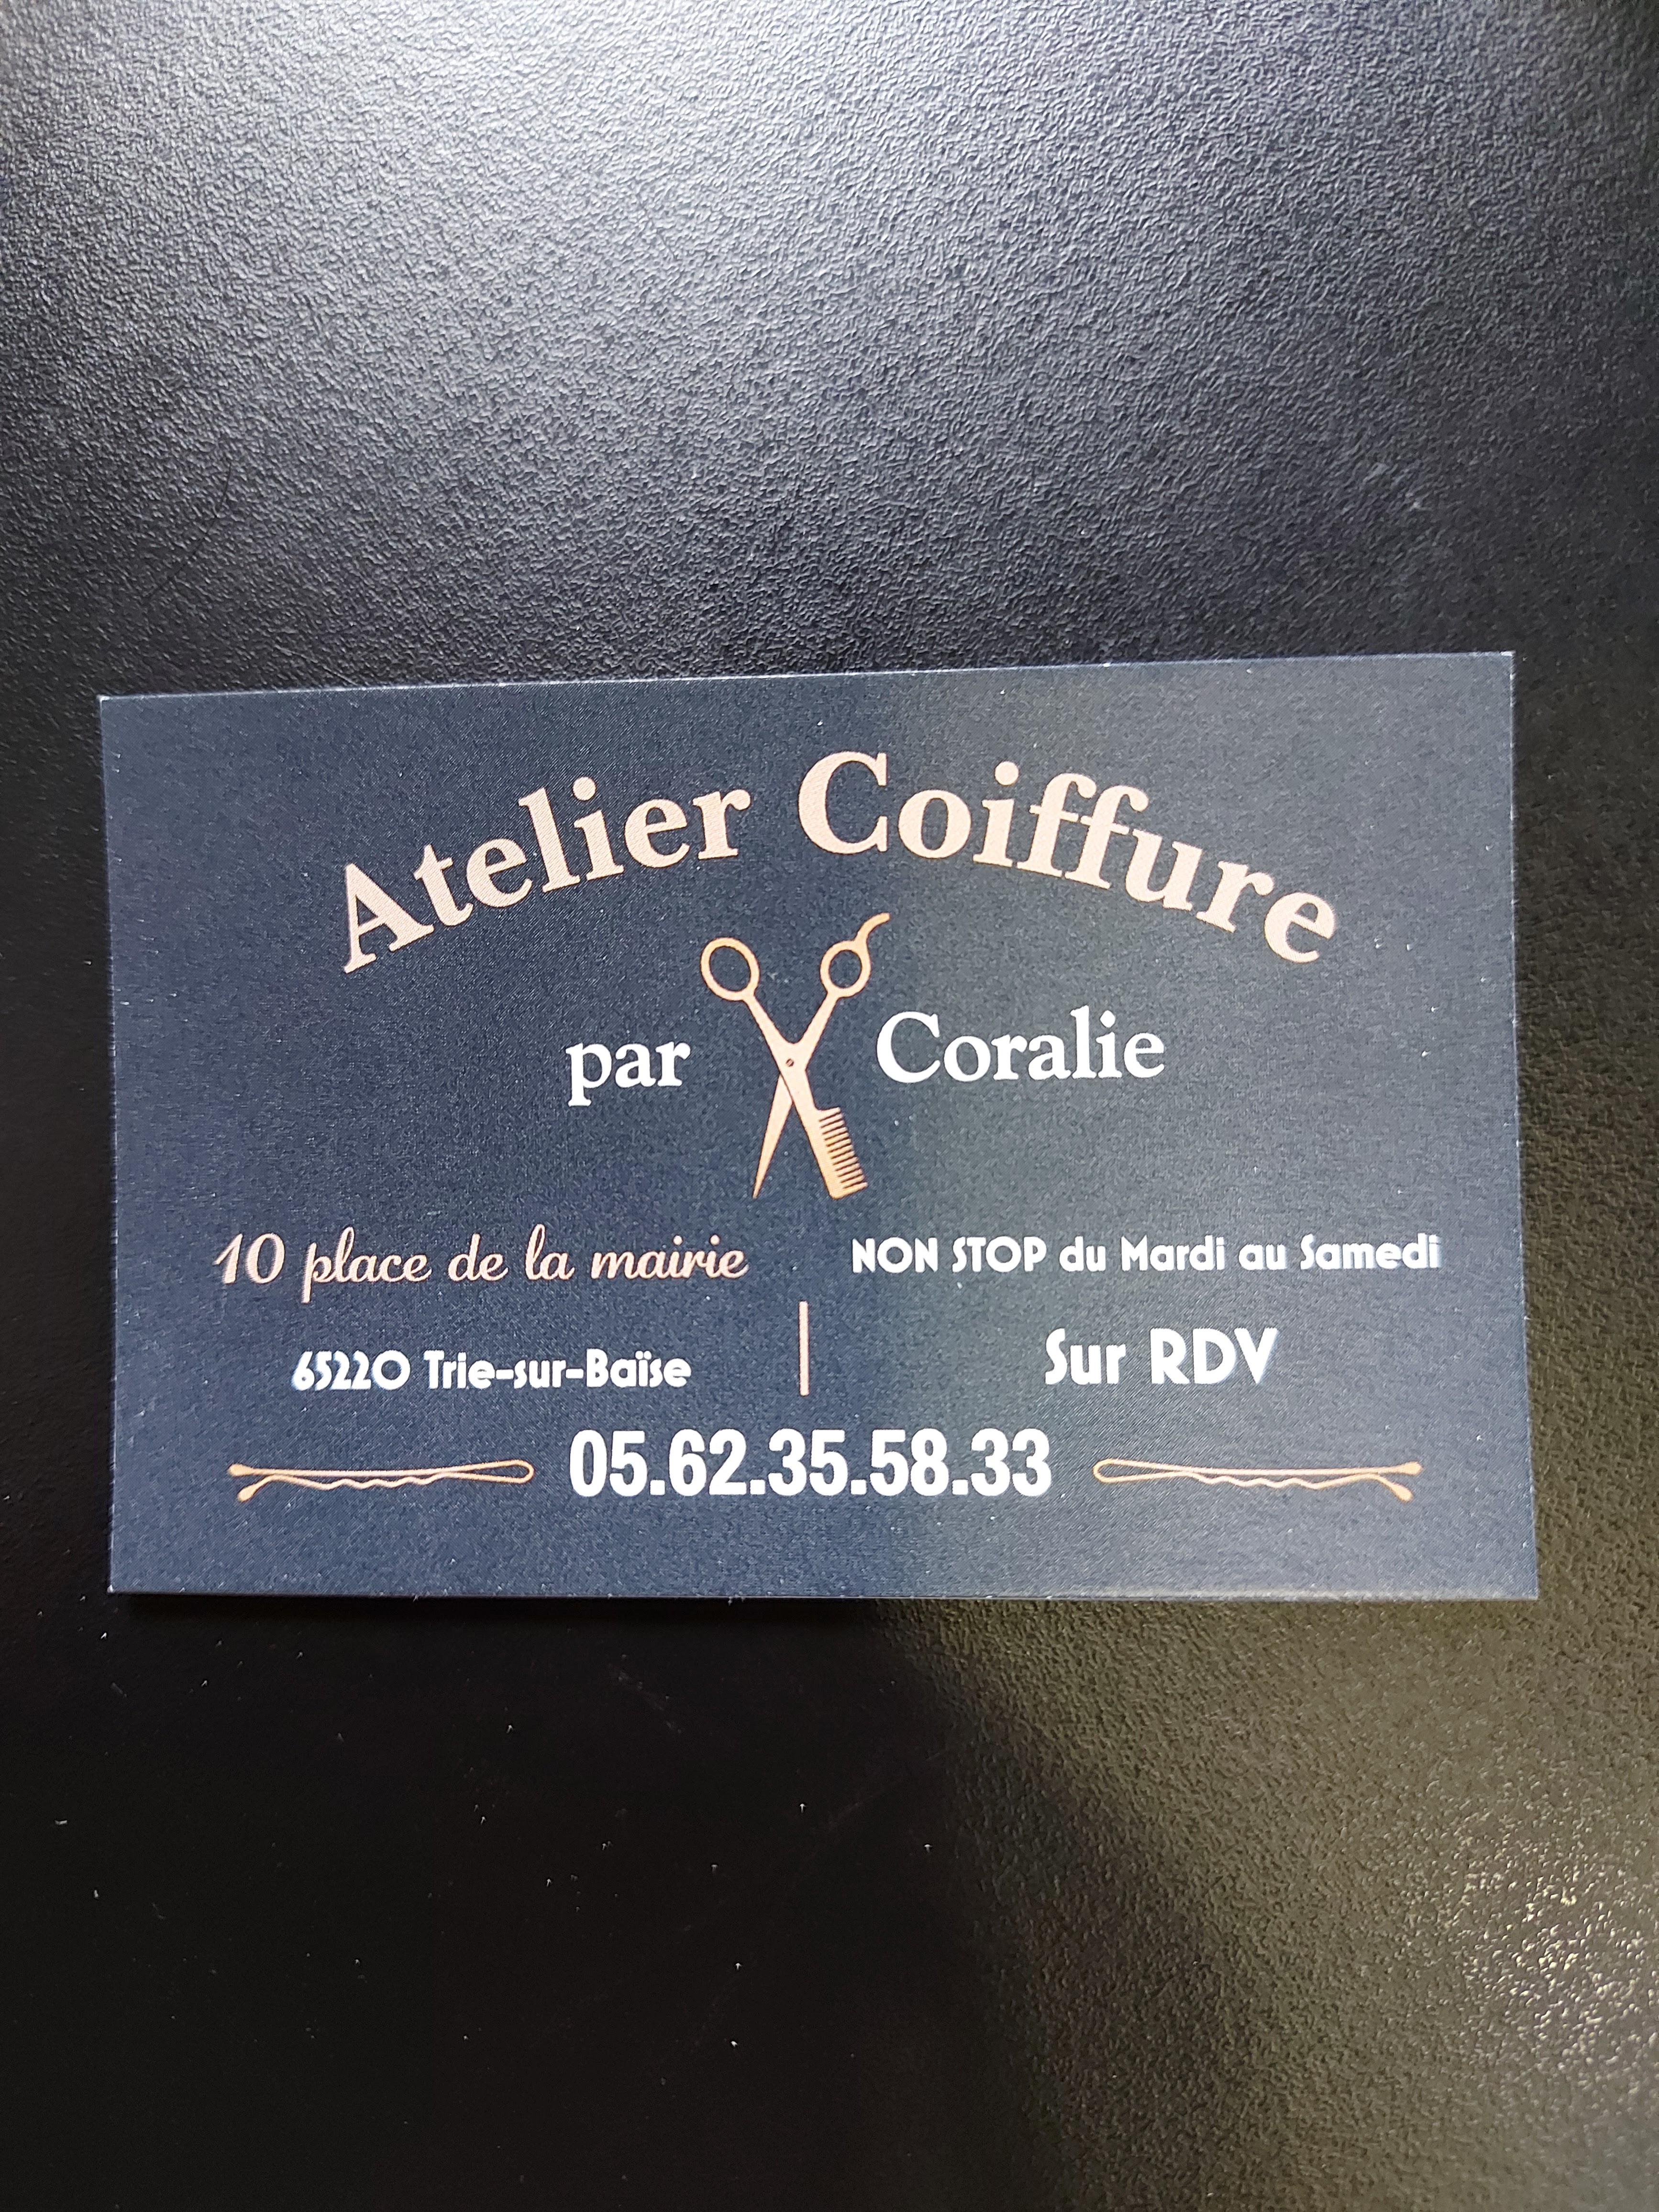 Atelier Coiffure
par Coralie
10 place de la mairie
65220 Trie-sur-Baïse
NON STOP du Mardi au Samedi
Sur RDV
05.62.35.58.33